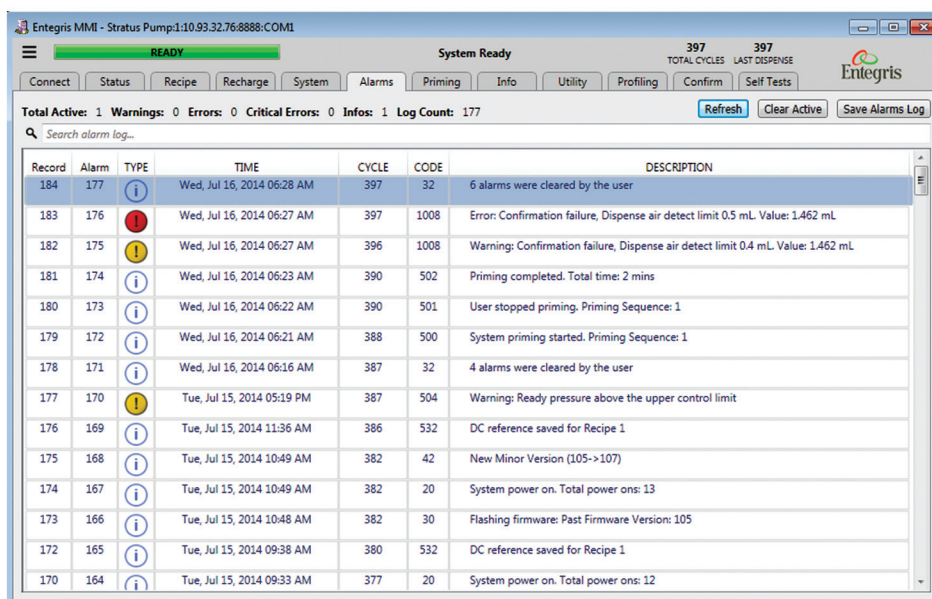 Entegris MMI - Stratus Pump:1:10.93.32.76:8888:COM1
READY System Ready 397 TOTAL CYCLES 397 LAST DISPENSE Entegris
Connect Status Recipe Recharge System Alarms Priming Info Utility Profiling Confirm Self Tests
Total Active: 1 Warnings: 0 Errors: 0 Critical Errors: 0 Infos: 1 Log Count: 177 Refresh Clear Active Save Alarms Log
Search alarm log...
Record Alarm TYPE TIME CYCLE CODE DESCRIPTION
184 177 i Wed, Jul 16, 2014 06:28 AM 397 32 6 alarms were cleared by the user
183 176 ! Wed, Jul 16, 2014 06:27 AM 397 1008 Error: Confirmation failure, Dispense air detect limit 0.5 mL. Value: 1.462 mL
182 175 ! Wed, Jul 16, 2014 06:27 AM 396 1008 Warning: Confirmation failure, Dispense air detect limit 0.4 mL. Value: 1.462 mL
181 174 i Wed, Jul 16, 2014 06:23 AM 390 502 Priming completed. Total time: 2 mins
180 173 i Wed, Jul 16, 2014 06:22 AM 390 501 User stopped priming. Priming Sequence: 1
179 172 i Wed, Jul 16, 2014 06:21 AM 388 500 System priming started. Priming Sequence: 1
178 171 i Wed, Jul 16, 2014 06:16 AM 387 32 4 alarms were cleared by the user
177 170 ! Tue, Jul 15, 2014 05:19 PM 387 504 Warning: Ready pressure above the upper control limit
176 169 i Tue, Jul 15, 2014 11:36 AM 386 532 DC reference saved for Recipe 1
175 168 i Tue, Jul 15, 2014 10:49 AM 382 42 New Minor Version (105->107)
174 167 i Tue, Jul 15, 2014 10:49 AM 382 20 System power on. Total power ons: 13
173 166 i Tue, Jul 15, 2014 10:48 AM 382 30 Flashing firmware: Past Firmware Version: 105
172 165 i Tue, Jul 15, 2014 09:38 AM 380 532 DC reference saved for Recipe 1
170 164 i Tue, Jul 15, 2014 09:33 AM 377 20 System power on. Total power ons: 12